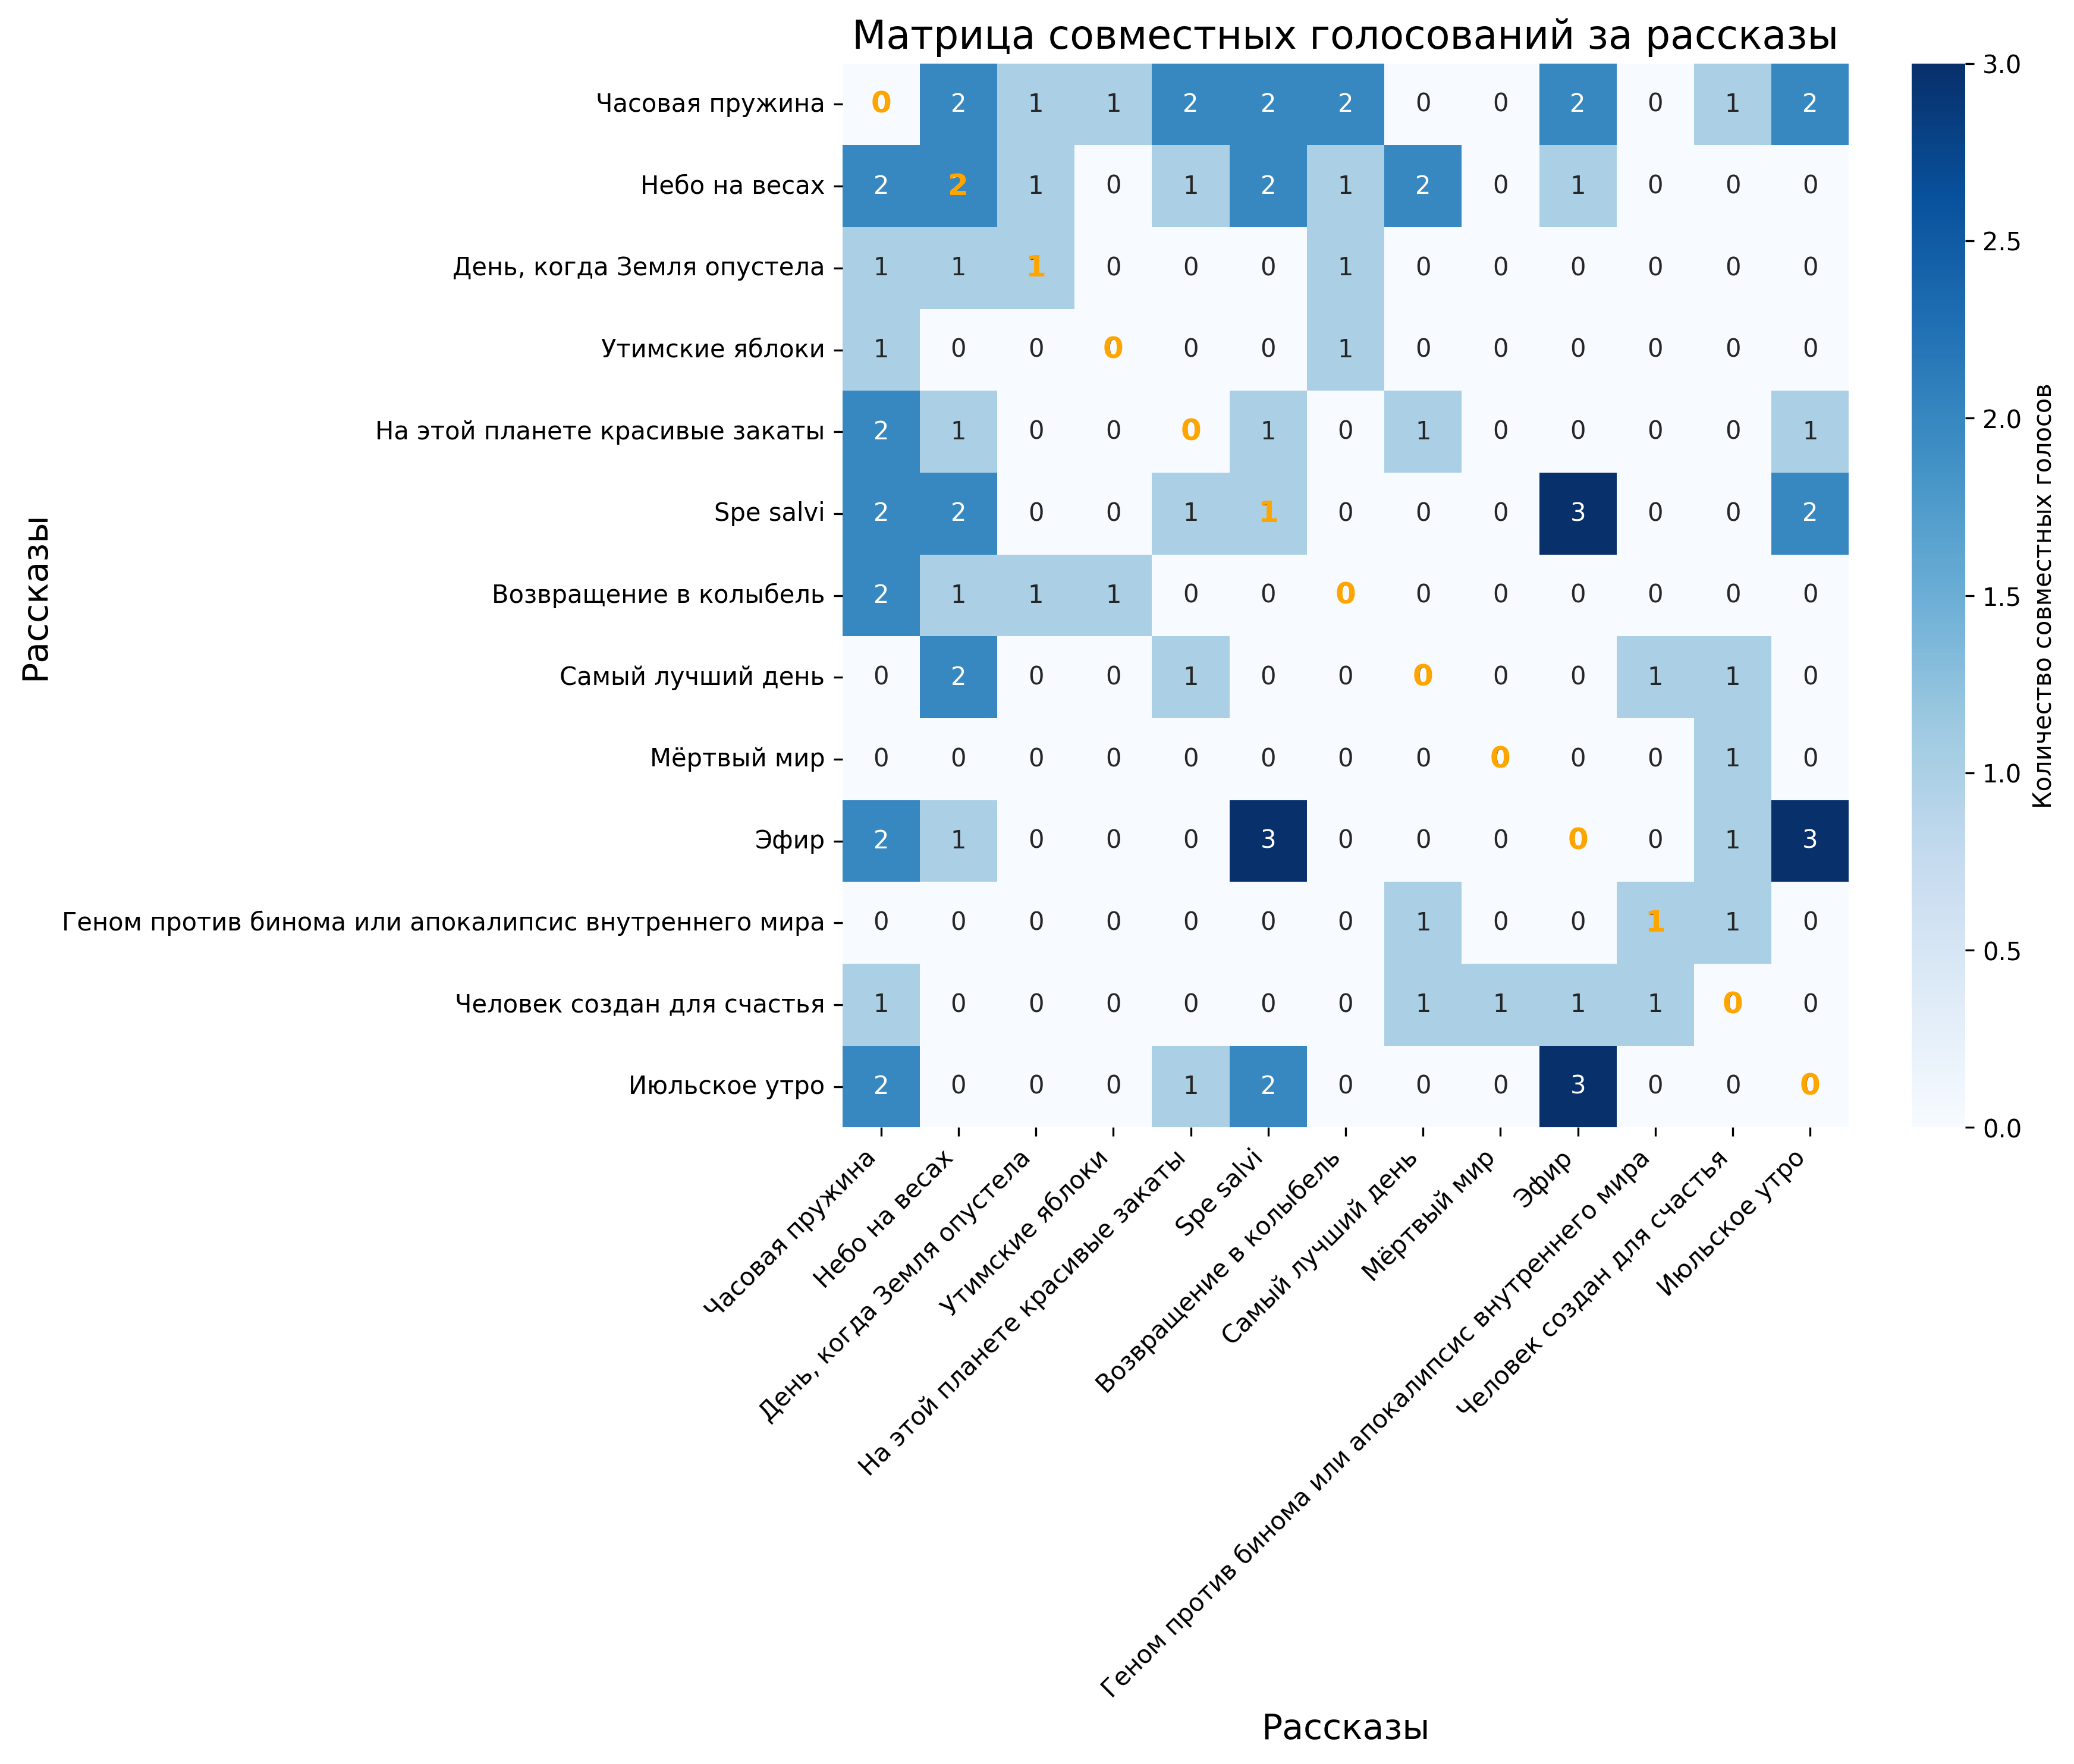 Матрица совместных голосований за рассказы
Рассказы
Часовая пружина 0 2 1 1 2 2 2 0 0 2 0 1 2
Небо на весах 2 2 1 0 1 2 1 2 0 1 0 0 0
День, когда Земля опустела 1 1 1 0 0 0 1 0 0 0 0 0 0
Утимские яблоки 1 0 0 0 0 0 1 0 0 0 0 0 0
На этой планете красивые закаты 2 1 0 0 0 1 0 1 0 0 0 0 1
Spe salvi 2 2 0 0 1 1 0 0 0 3 0 0 2
Возвращение в колыбель 2 1 1 1 0 0 0 0 0 0 0 0 0
Самый лучший день 0 2 0 0 1 0 0 0 0 0 1 1 0
Мёртвый мир 0 0 0 0 0 0 0 0 0 0 0 1 0
Эфир 2 1 0 0 0 3 0 0 0 0 0 1 3
Геном против бинома или апокалипсис внутреннего мира 0 0 0 0 0 0 0 1 0 0 1 1 0
Человек создан для счастья 1 0 0 0 0 0 0 1 1 1 1 0 0
Июльское утро 2 0 0 0 1 2 0 0 0 3 0 0 0
Часовая пружина
Небо на весах
День, когда Земля опустела
Утимские яблоки
На этой планете красивые закаты
Spe salvi
Возвращение в колыбель
Самый лучший день
Мёртвый мир
Эфир
Геном против бинома или апокалипсис внутреннего мира
Человек создан для счастья
Июльское утро
Рассказы
3.0
2.5
2.0
1.5
1.0
0.5
0.0
Количество совместных голосов